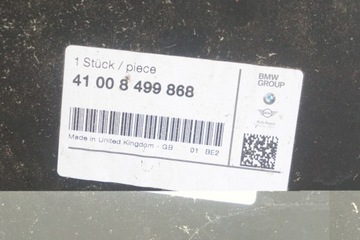 1 Stück / piece
41 00 8 499 868
BMW
GROUP
Made in United Kingdom - GB 01 BE2